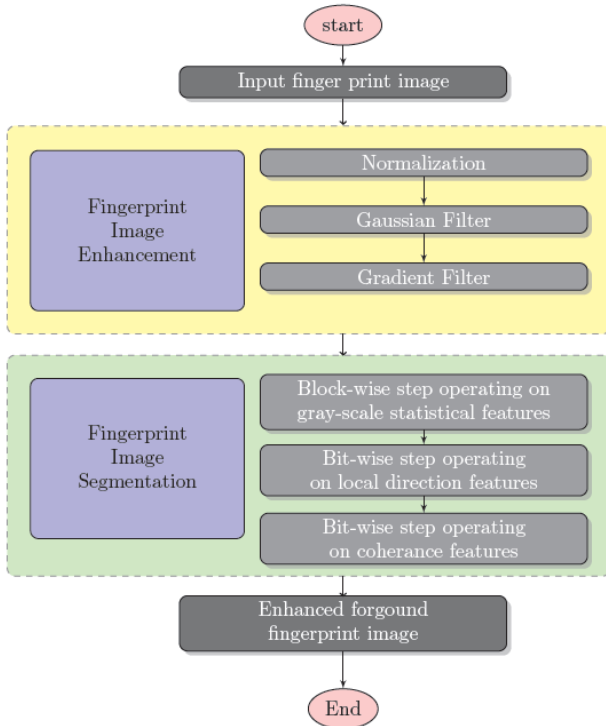 start
Input finger print image
Fingerprint
Image
Enhancement
Normalization
Gaussian Filter
Gradient Filter
Fingerprint
Image
Segmentation
Block-wise step operating on
gray-scale statistical features
Bit-wise step operating
on local direction features
Bit-wise step operating
on coherance features
Enhanced forgound
fingerprint image
End